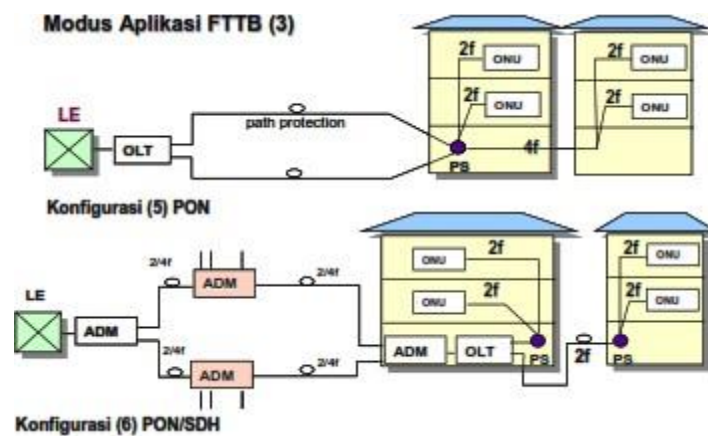 Modus Aplikasi FTTB (3)
2f
ONU
2f
ONU
2f
ONU
2f
ONU
LE
OLT
path protection
4f
PS
Konfigurasi (5) PON
2/4f
ADM
2/4f
LE
ADM
2/4f
ADM
2/4f
ONU
2f
ONU
2f
ADM
OLT
PS
2f
2f
ONU
2f
ONU
PS
Konfigurasi (6) PON/SDH